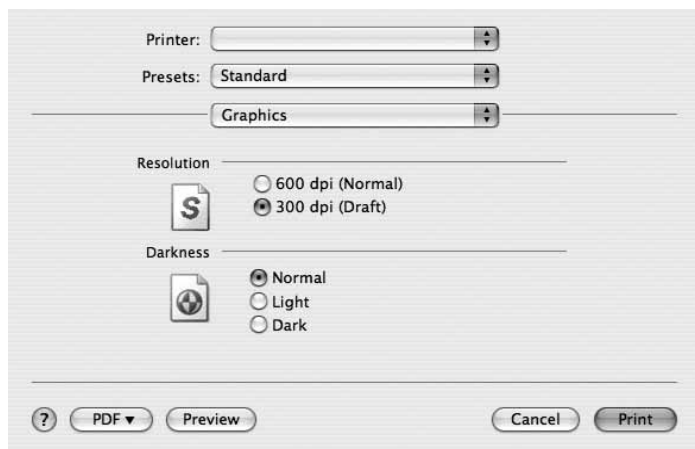 Printer:
Presets: Standard
Graphics
Resolution
600 dpi (Normal)
S
300 dpi (Draft)
Darkness
Normal
Light
Dark
? PDF ▼ Preview Cancel Print